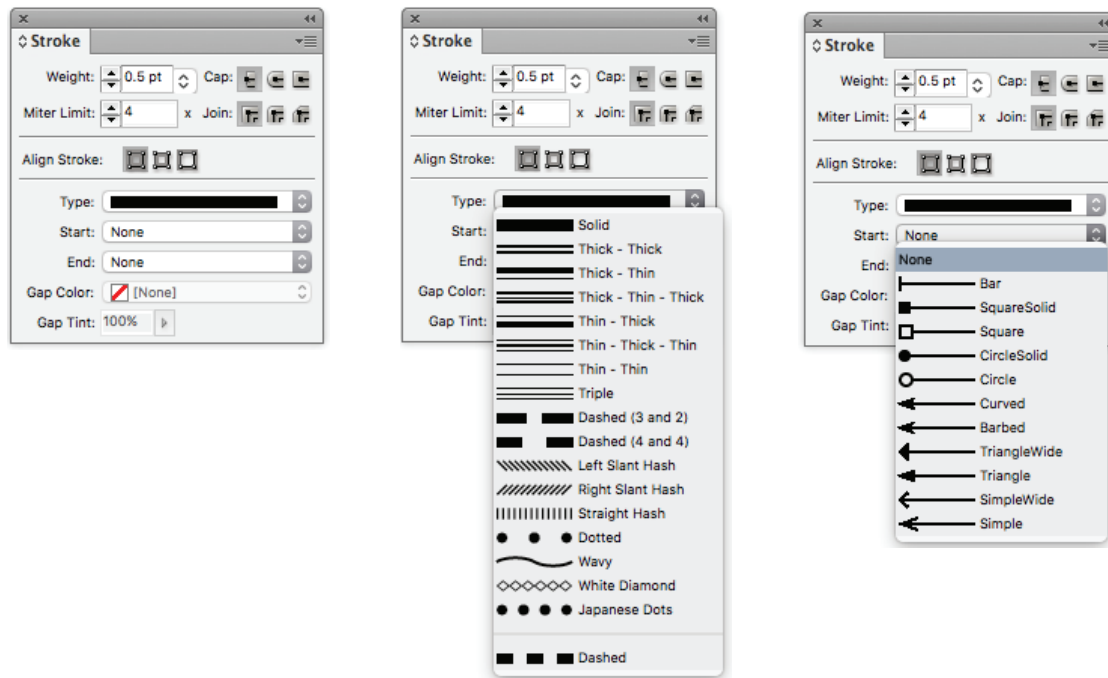 Stroke
Weight: 0.5 pt Cap:
Miter Limit: 4 x Join:
Align Stroke:
Type:
Start: None
End: None
Gap Color: [None]
Gap Tint: 100%
Stroke
Weight: 0.5 pt Cap:
Miter Limit: 4 x Join:
Align Stroke:
Type:
Start:
End:
Gap Color:
Gap Tint:
Solid
Thick - Thick
Thick - Thin
Thick - Thin - Thick
Thin - Thick
Thin - Thick - Thin
Thin - Thin
Triple
Dashed (3 and 2)
Dashed (4 and 4)
Left Slant Hash
Right Slant Hash
Straight Hash
Dotted
Wavy
White Diamond
Japanese Dots
Dashed
Stroke
Weight: 0.5 pt Cap:
Miter Limit: 4 x Join:
Align Stroke:
Type:
Start: None
End:
Gap Color:
Gap Tint:
None
Bar
SquareSolid
Square
CircleSolid
Circle
Curved
Barbed
TriangleWide
Triangle
SimpleWide
Simple